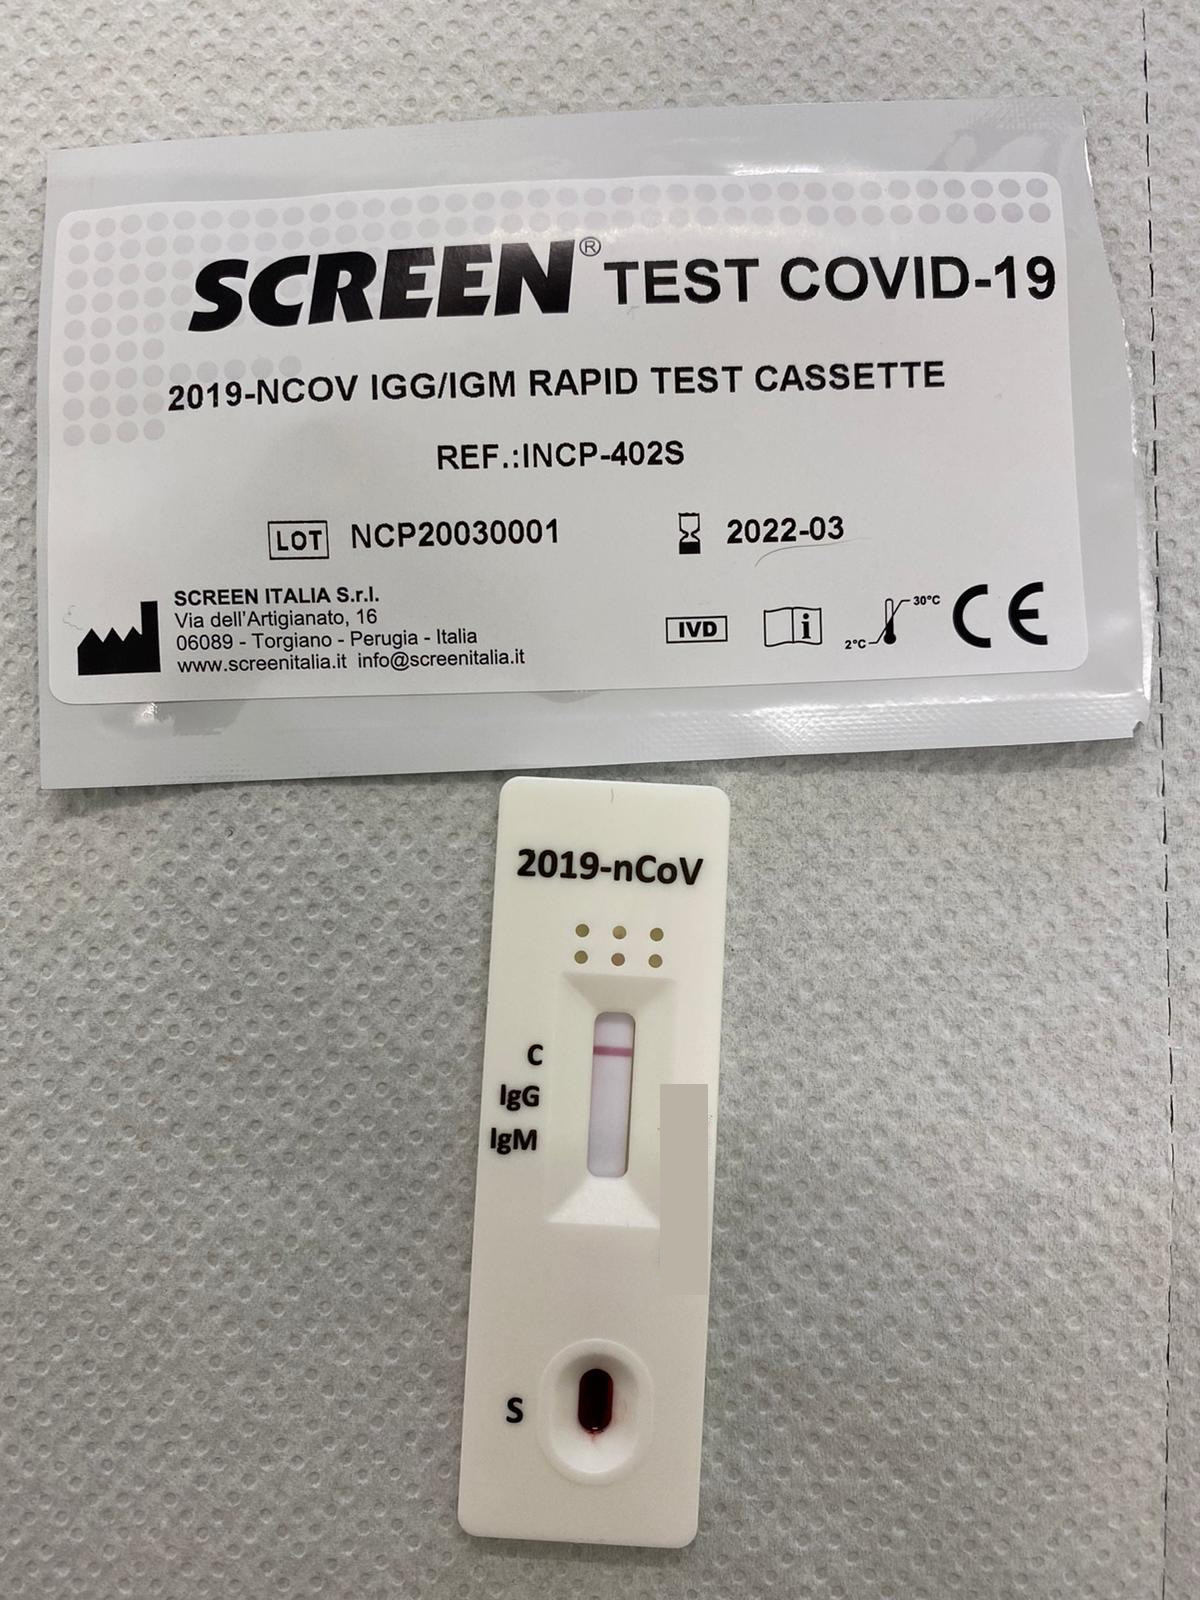 SCREEN® TEST COVID-19
2019-NCOV IGG/IGM RAPID TEST CASSETTE
REF.:INCP-402S
LOT NCP20030001 2022-03
SCREEN ITALIA S.r.l.
Via dell'Artigianato, 16
06089 - Torgiano - Perugia - Italia
www.screenitalia.it info@screenitalia.it
IVD i 2°C 30°C CE
2019-nCoV
C
IgG
IgM
S